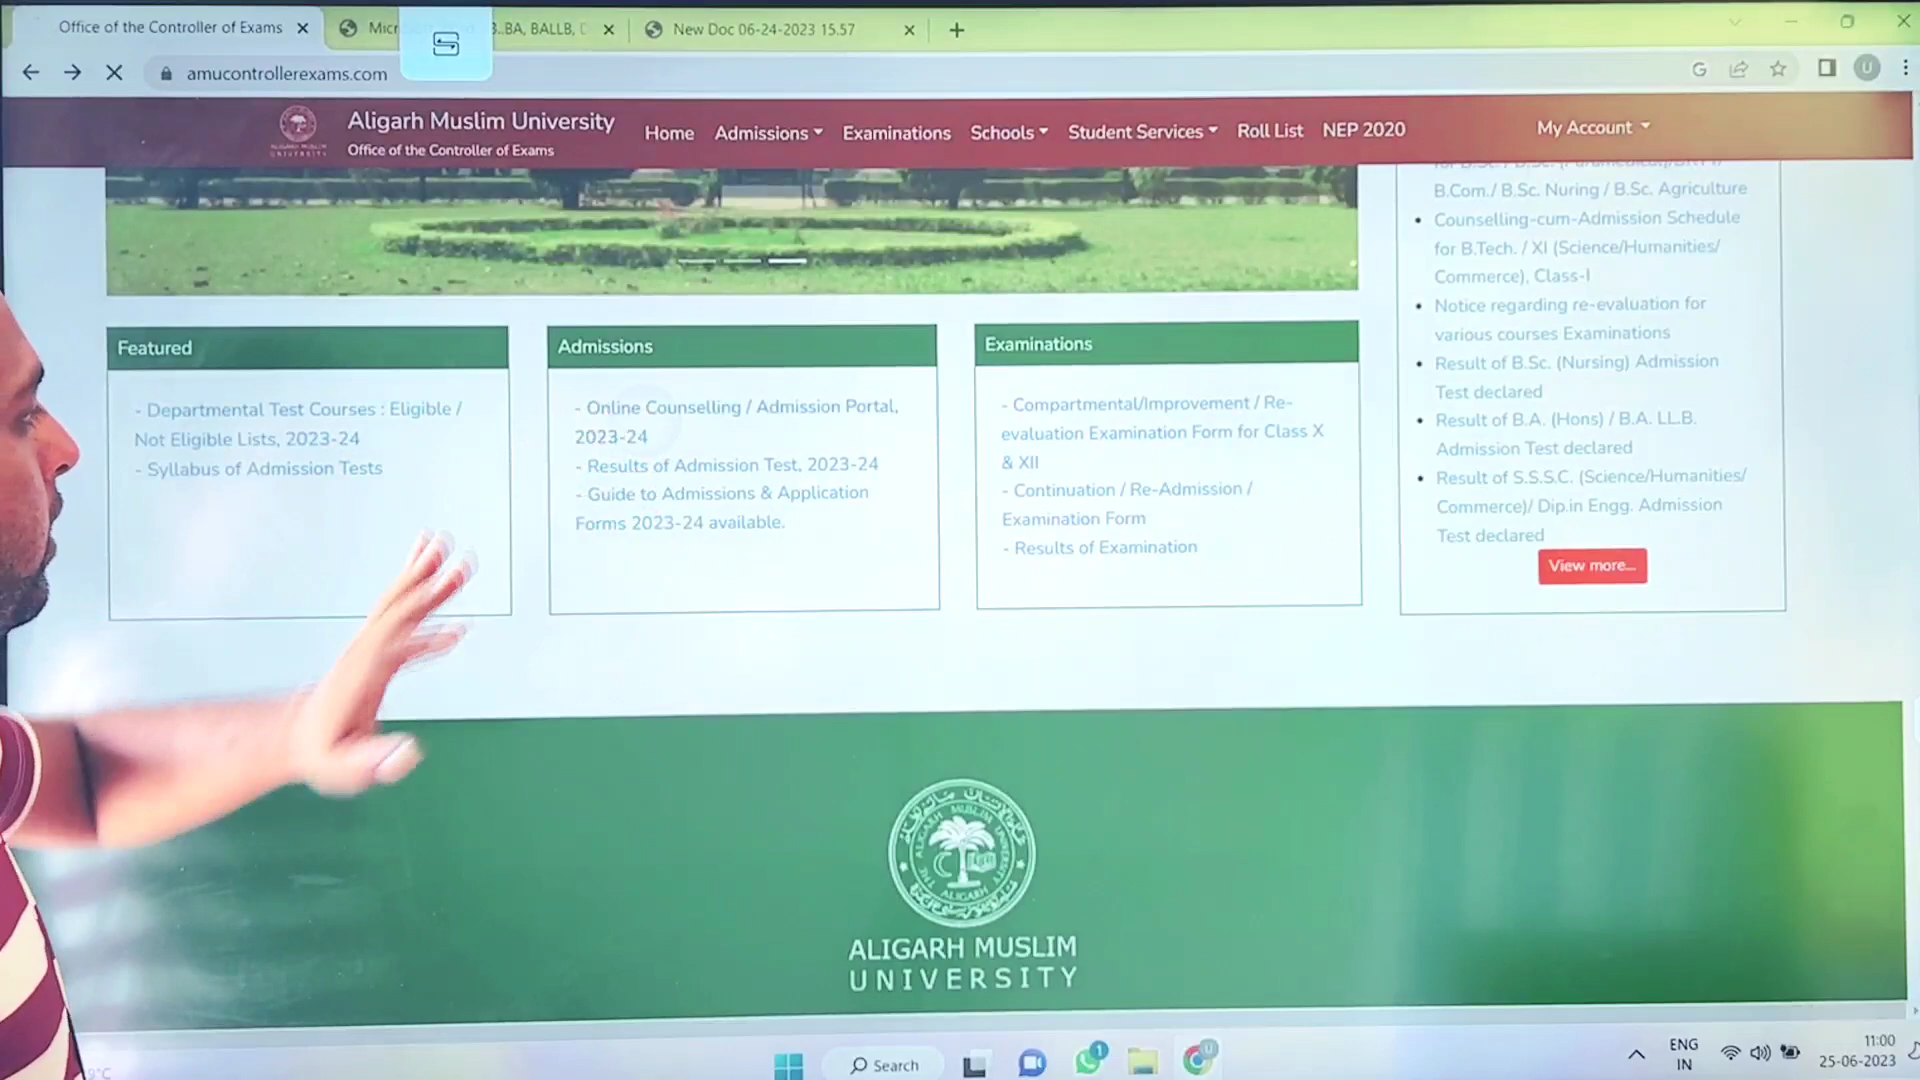 Office of the Controller of Exams
BA, BALLB,
New Doc 06-24-2023 15.57
amucontrollerexams.com
U
Aligarh Muslim University
Office of the Controller of Exams
Home
Admissions
Examinations
Schools
Student Services
Roll List
NEP 2020
My Account
B.Com./ B.Sc. Nuring / B.Sc. Agriculture
Counselling-cum-Admission Schedule
for B.Tech. / XI (Science/Humanities/
Commerce), Class-I
Notice regarding re-evaluation for
various courses Examinations
Result of B.Sc. (Nursing) Admission
Test declared
Result of B.A. (Hons) / B.A. LL.B.
Admission Test declared
Result of S.S.S.C. (Science/Humanities/
Commerce)/ Dip.in Engg. Admission
Test declared
View more...
Featured
- Departmental Test Courses : Eligible /
Not Eligible Lists, 2023-24
- Syllabus of Admission Tests
Admissions
- Online Counselling / Admission Portal,
2023-24
- Results of Admission Test, 2023-24
- Guide to Admissions & Application
Forms 2023-24 available.
Examinations
- Compartmental/Improvement / Re-
evaluation Examination Form for Class X
& XII
- Continuation / Re-Admission /
Examination Form
- Results of Examination
ALIGARH MUSLIM
UNIVERSITY
Search
1
ENG
IN
11:00
25-06-2023